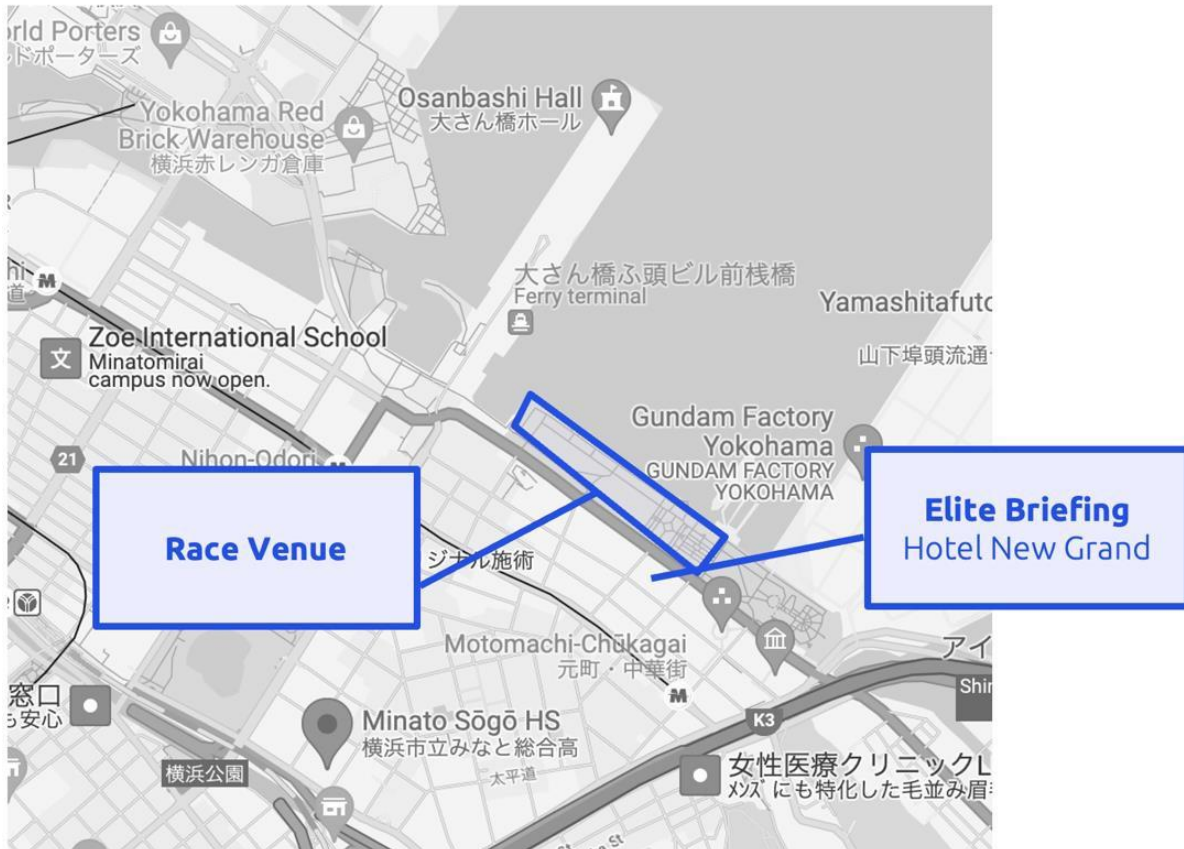 rld Porters
ドポーターズ
Yokohama Red
Brick Warehouse
横浜赤レンガ倉庫
Osanbashi Hall
大さん橋ホール
大さん橋ふ頭ビル前桟橋
Ferry terminal
Yamashitafuto
山下埠頭流通
hi
道
Zoe International School
文
Minatomirai
campus now open.
Gundam Factory
Yokohama
GUNDAM FACTORY
YOKOHAMA
21
Nihon-Odori
Race Venue
Elite Briefing
Hotel New Grand
ジナル施術
Motomachi-Chūkagai
元町・中華街
アイ
Shir
窓口
も安心
K3
Minato Sōgō HS
横浜市立みなと総合高
太平道
横浜公園
女性医療クリニックL
メンズにも特化した毛並み眉
St